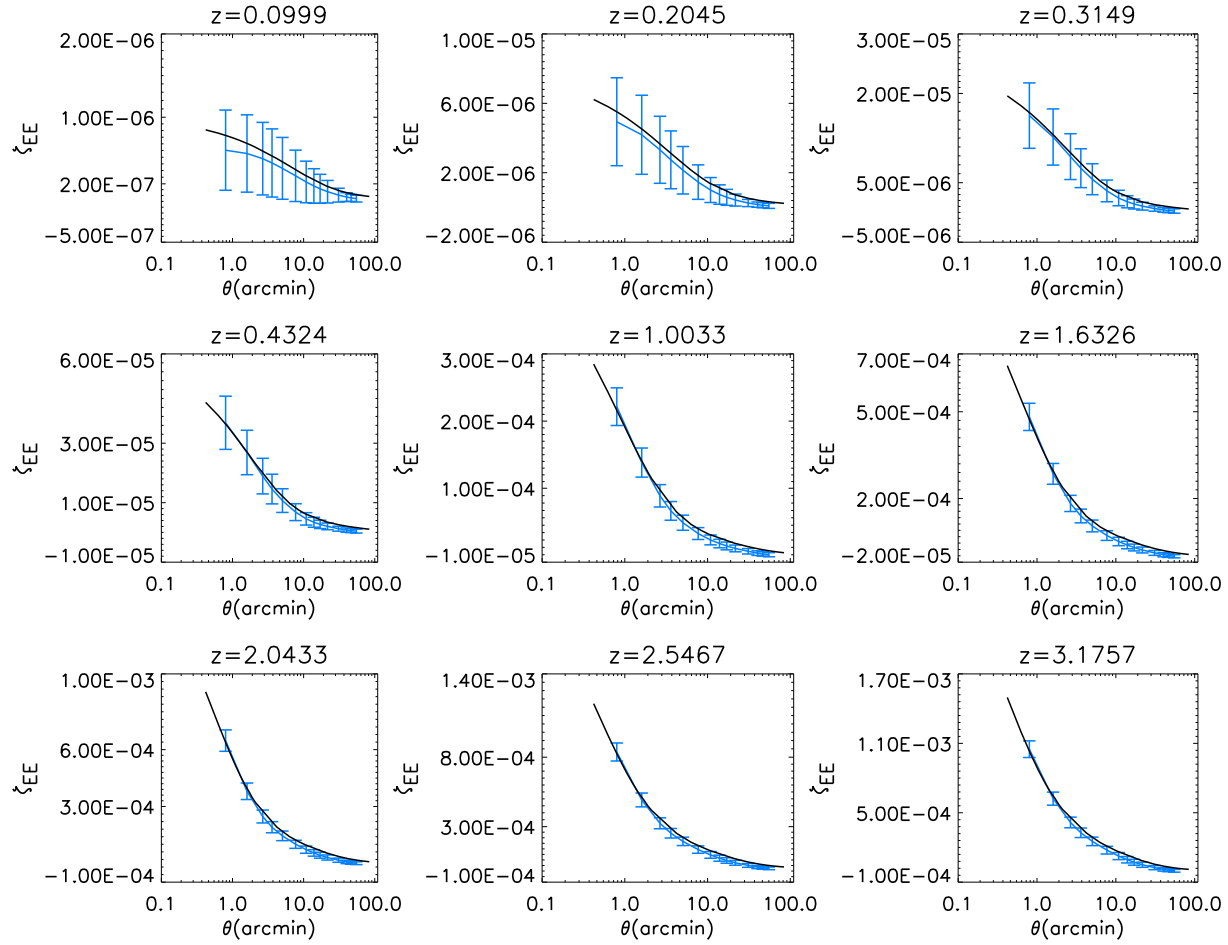 z=0.0999
2.00E−06
1.00E−06
2.00E−07
−5.00E−07
ζEE
0.1 1.0 10.0 100.0
θ(arcmin)
z=0.2045
1.00E−05
6.00E−06
2.00E−06
−2.00E−06
ζEE
0.1 1.0 10.0 100.0
θ(arcmin)
z=0.3149
3.00E−05
2.00E−05
5.00E−06
−5.00E−06
ζEE
0.1 1.0 10.0 100.0
θ(arcmin)
z=0.4324
6.00E−05
3.00E−05
1.00E−05
−1.00E−05
ζEE
0.1 1.0 10.0 100.0
θ(arcmin)
z=1.0033
3.00E−04
2.00E−04
1.00E−04
−1.00E−05
ζEE
0.1 1.0 10.0 100.0
θ(arcmin)
z=1.6326
7.00E−04
5.00E−04
2.00E−04
−2.00E−05
ζEE
0.1 1.0 10.0 100.0
θ(arcmin)
z=2.0433
1.00E−03
6.00E−04
3.00E−04
−1.00E−04
ζEE
0.1 1.0 10.0 100.0
θ(arcmin)
z=2.5467
1.40E−03
8.00E−04
3.00E−04
−1.00E−04
ζEE
0.1 1.0 10.0 100.0
θ(arcmin)
z=3.1757
1.70E−03
1.10E−03
5.00E−04
−1.00E−04
ζEE
0.1 1.0 10.0 100.0
θ(arcmin)